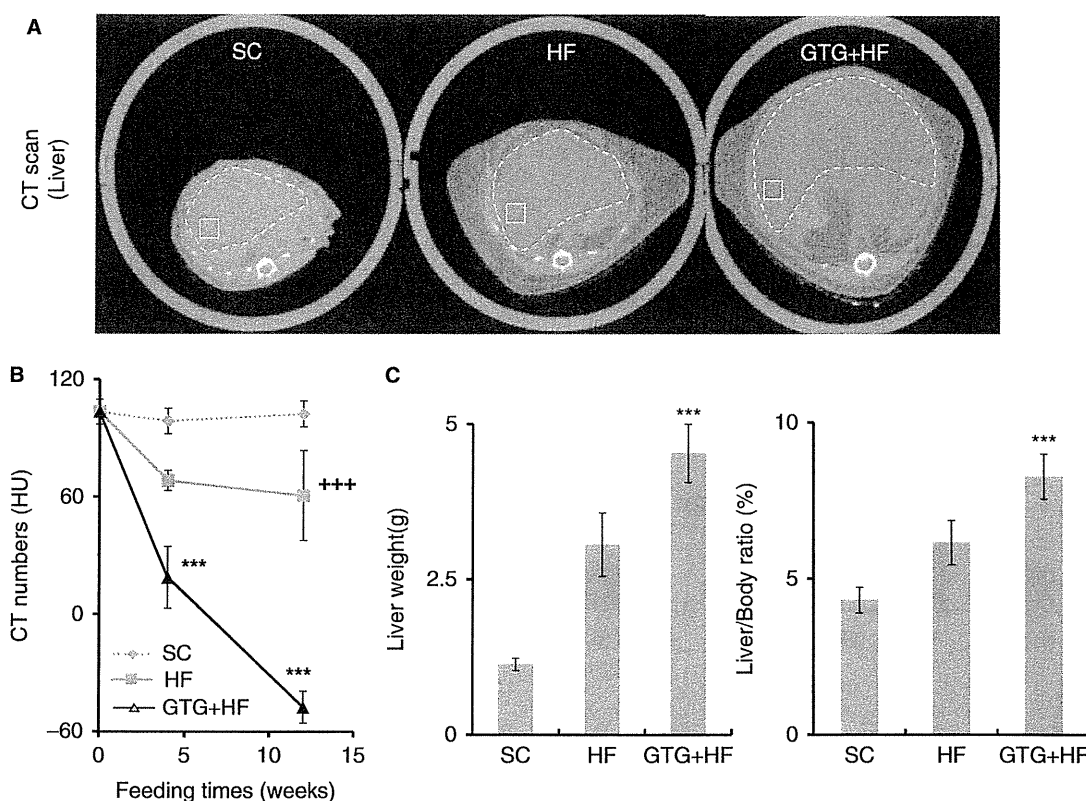 A
SC
HF
GTG+HF
CT scan
(Liver)
B
120
60
0
−60
CT numbers (HU)
+++
***
***
SC
HF
GTG+HF
0
5
10
15
Feeding times (weeks)
C
5
2.5
0
Liver weight(g)
***
SC
HF
GTG+HF
10
5
0
Liver/Body ratio (%)
***
SC
HF
GTG+HF